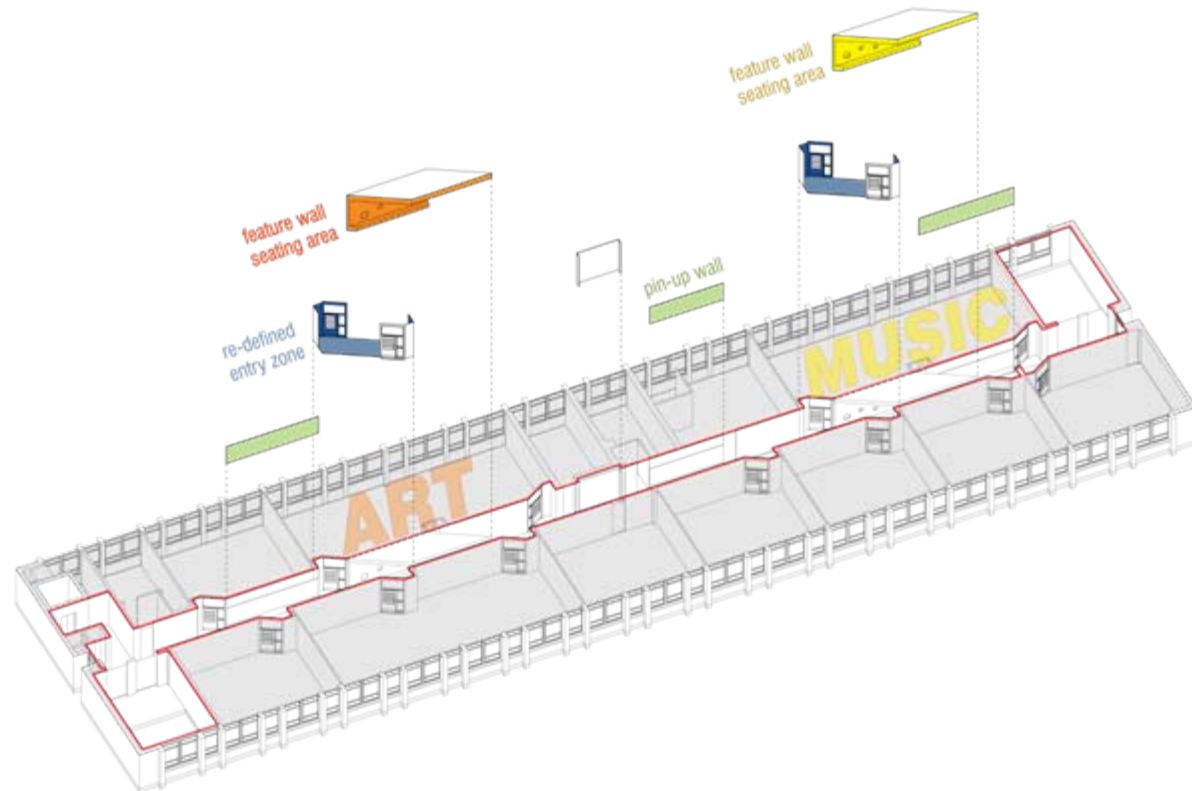 feature wall
seating area
feature wall
seating area
pin-up wall
re-defined
entry zone
MUSIC
ART